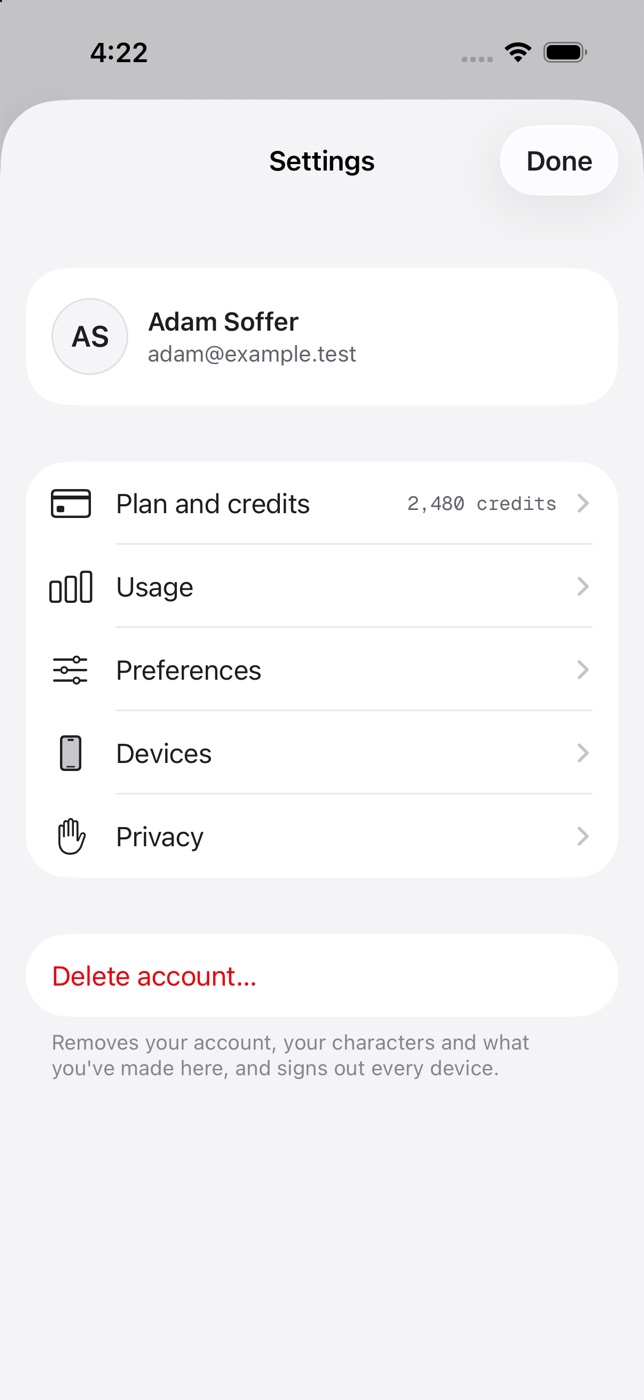 4:22
Settings
Done
AS
Adam Soffer
adam@example.test
Plan and credits
2,480 credits
Usage
Preferences
Devices
Privacy
Delete account...
Removes your account, your characters and what
you've made here, and signs out every device.